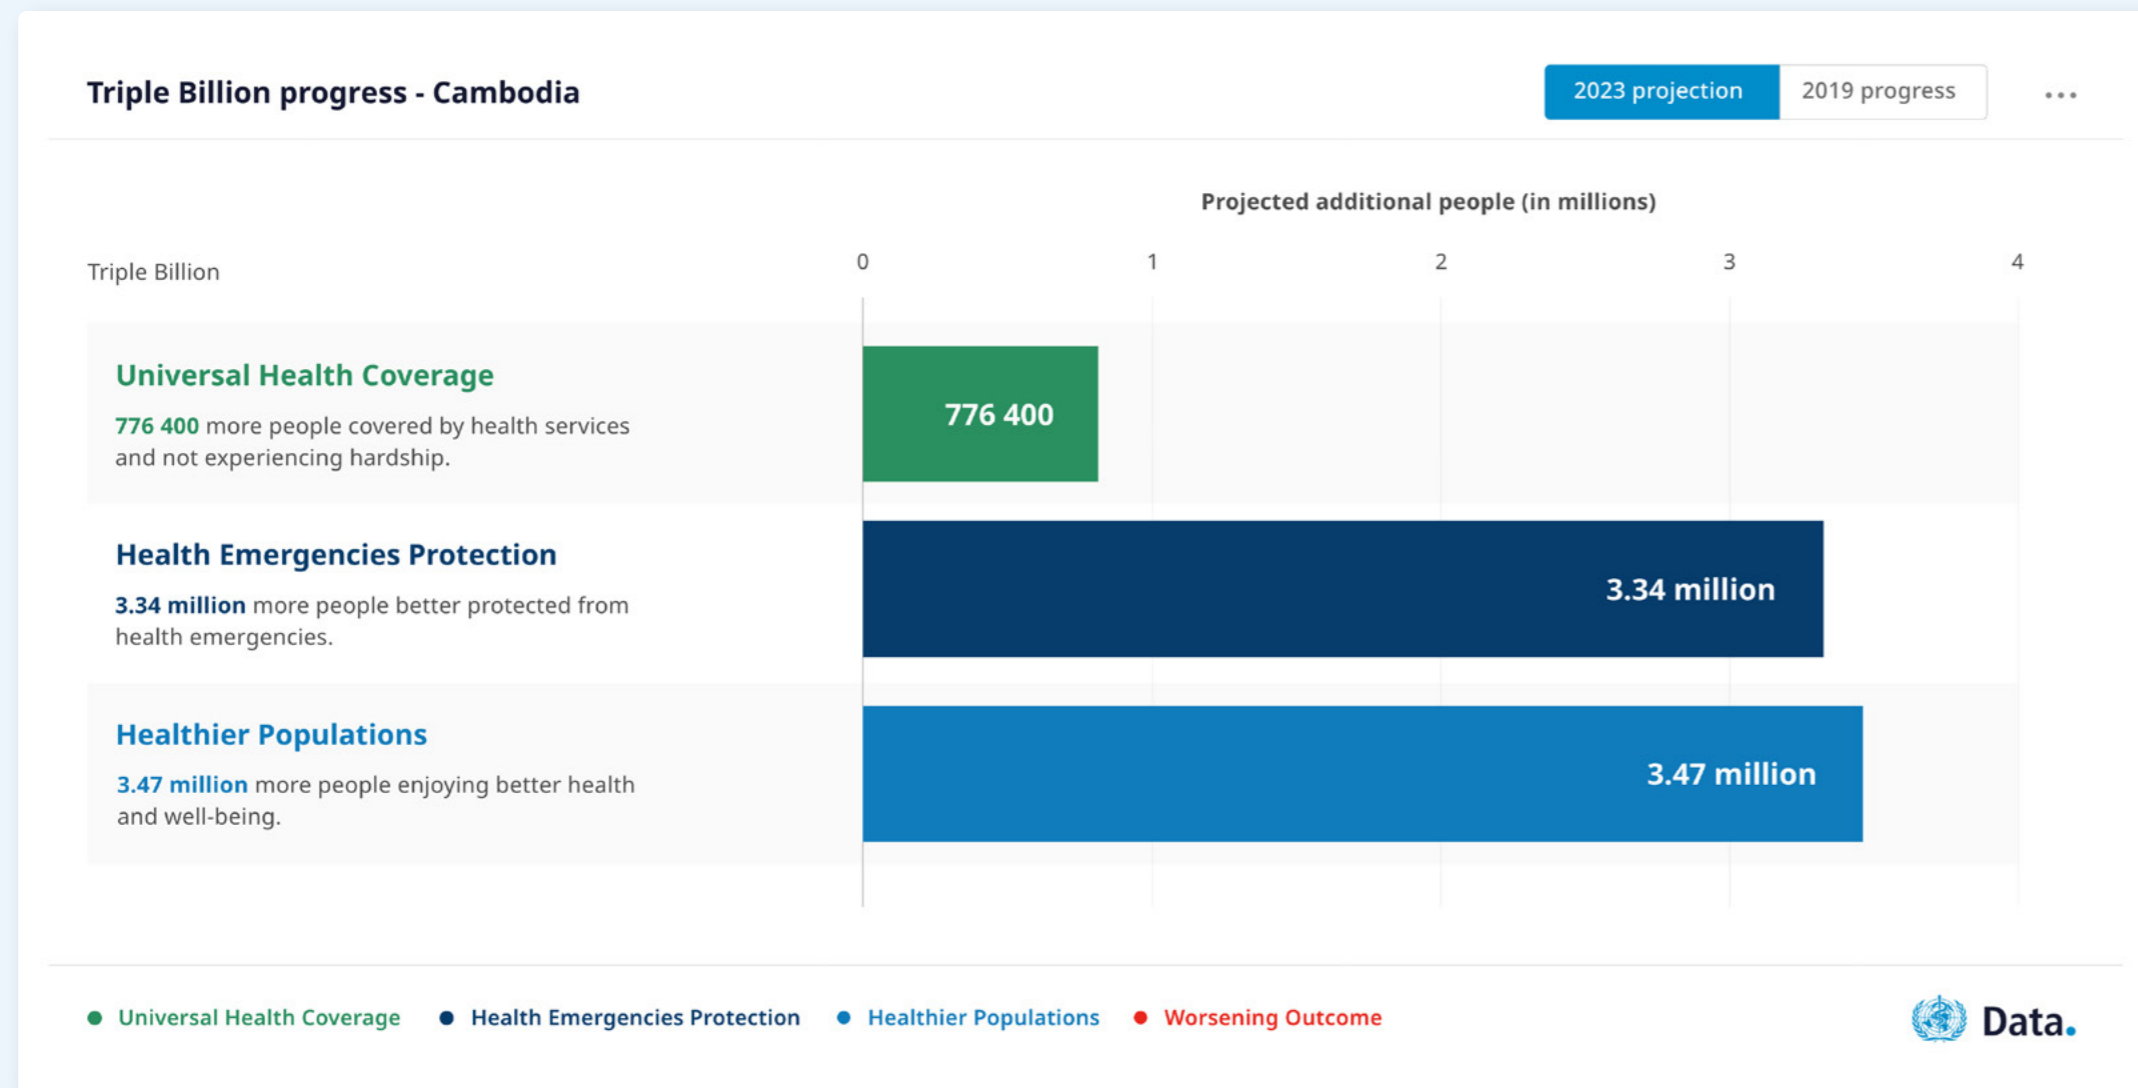 Triple Billion progress - Cambodia
2023 projection
2019 progress
Projected additional people (in millions)
Triple Billion
0
1
2
3
4
Universal Health Coverage
776 400 more people covered by health services
and not experiencing hardship.
776 400
Health Emergencies Protection
3.34 million more people better protected from
health emergencies.
3.34 million
Healthier Populations
3.47 million more people enjoying better health
and well-being.
3.47 million
Universal Health Coverage
Health Emergencies Protection
Healthier Populations
Worsening Outcome
Data.